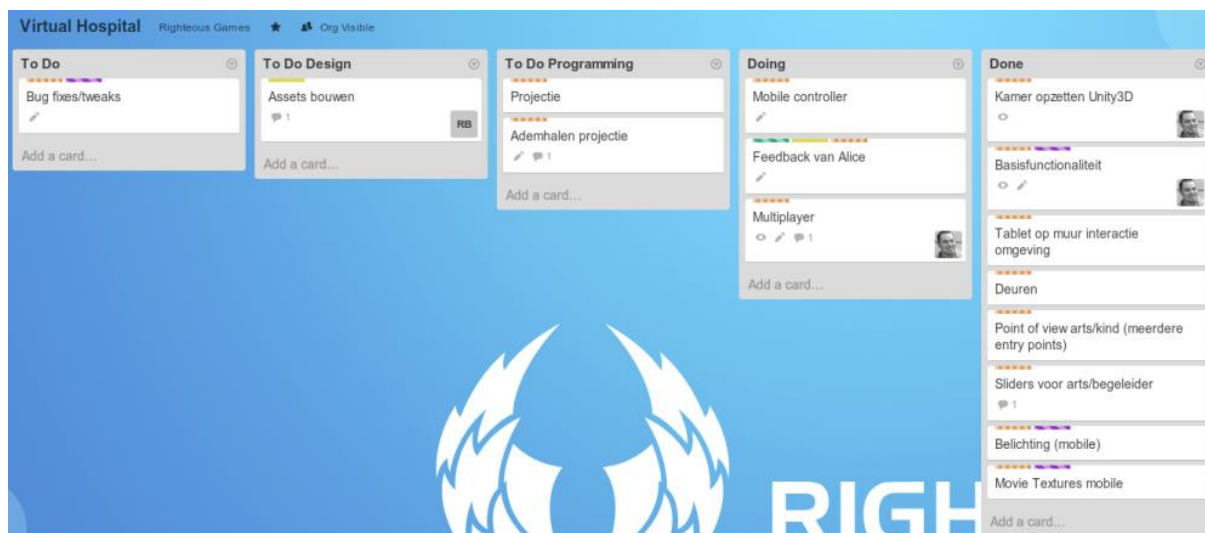 Virtual Hospital Righteous Games Org Visible
To Do
Bug fixes/tweaks
Add a card...
To Do Design
Assets bouwen
1
RB
Add a card...
To Do Programming
Projectie
Ademhalen projectie
1
Add a card...
Doing
Mobile controller
Feedback van Alice
Multiplayer
1
Add a card...
Done
Kamer opzetten Unity3D
Basisfunctionaliteit
Tablet op muur interactie
omgeving
Deuren
Point of view arts/kind (meerdere
entry points)
Sliders voor arts/begeleider
1
Belichting (mobile)
Movie Textures mobile
Add a card...
RIGH